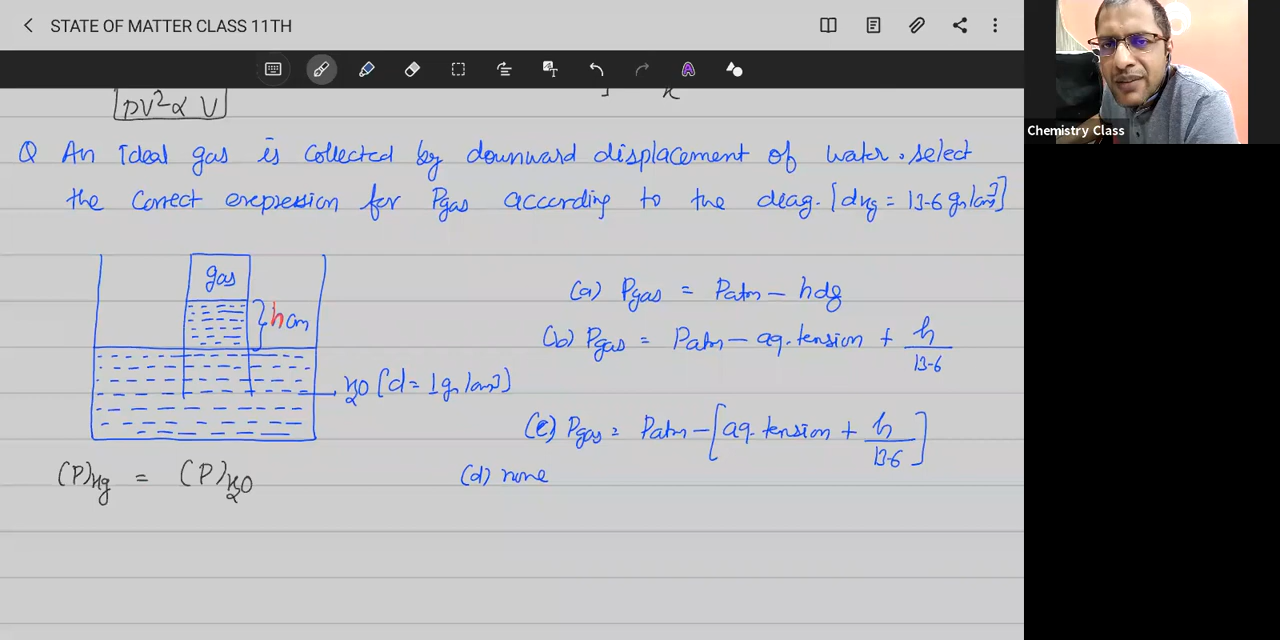 STATE OF MATTER CLASS 11TH
Chemistry Class
PV² ∝ V
Q An Ideal gas is collected by downward displacement of water. select
the correct expression for Pgas according to the diag. [dHg = 13.6 gm/cm³]
gas
h cm
H₂O [d = 1 gm/cm³]
(P)Hg = (P)H₂O
(a) Pgas = Patm – hdg
(b) Pgas = Patm – aq. tension + h/13.6
(c) Pgas = Patm – [aq. tension + h/13.6]
(d) none